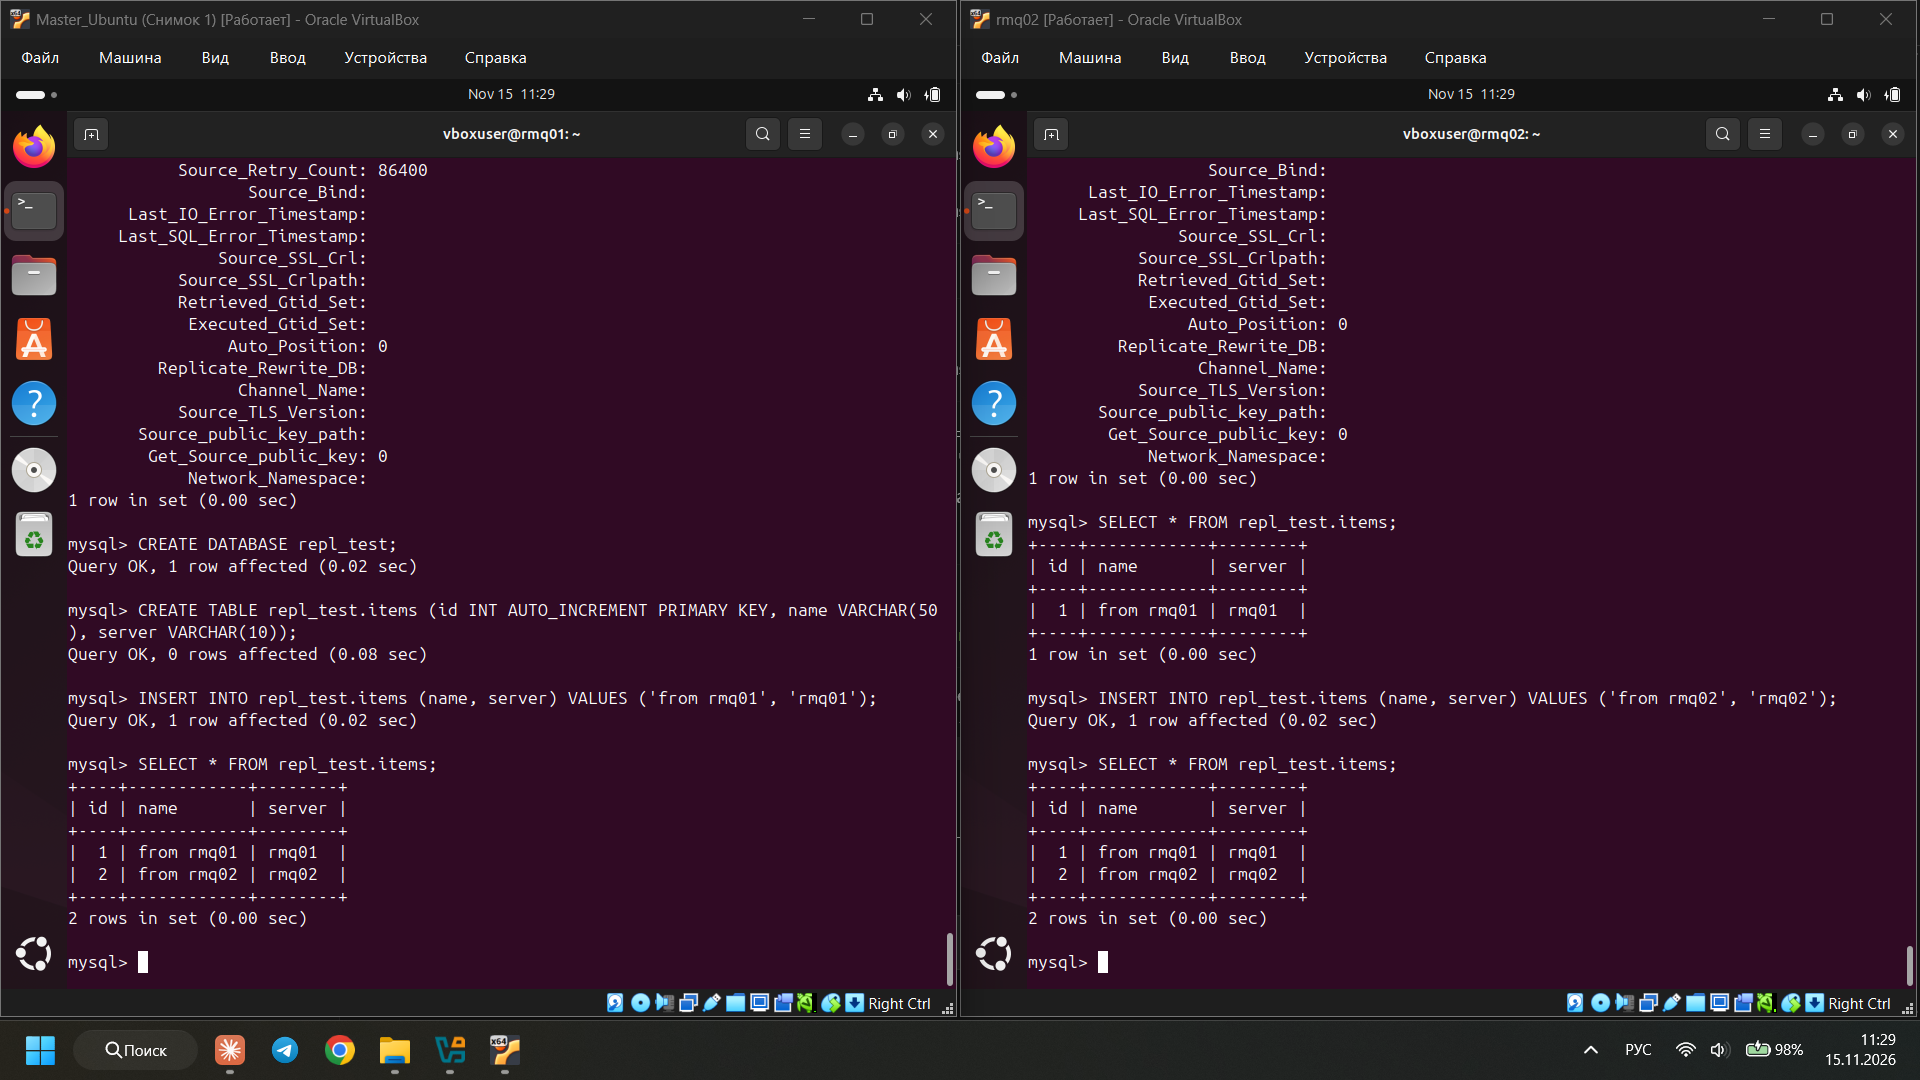 Master_Ubuntu (Снимок 1) [Работает] - Oracle VirtualBox
Файл Машина Вид Ввод Устройства Справка
Nov 15 11:29
vboxuser@rmq01: ~
Source_Retry_Count: 86400
Source_Bind:
Last_IO_Error_Timestamp:
Last_SQL_Error_Timestamp:
Source_SSL_Crl:
Source_SSL_Crlpath:
Retrieved_Gtid_Set:
Executed_Gtid_Set:
Auto_Position: 0
Replicate_Rewrite_DB:
Channel_Name:
Source_TLS_Version:
Source_public_key_path:
Get_Source_public_key: 0
Network_Namespace:
1 row in set (0.00 sec)
mysql> CREATE DATABASE repl_test;
Query OK, 1 row affected (0.02 sec)
mysql> CREATE TABLE repl_test.items (id INT AUTO_INCREMENT PRIMARY KEY, name VARCHAR(50
), server VARCHAR(10));
Query OK, 0 rows affected (0.08 sec)
mysql> INSERT INTO repl_test.items (name, server) VALUES ('from rmq01', 'rmq01');
Query OK, 1 row affected (0.02 sec)
mysql> SELECT * FROM repl_test.items;
+----+------------+--------+
| id | name       | server |
+----+------------+--------+
|  1 | from rmq01 | rmq01  |
|  2 | from rmq02 | rmq02  |
+----+------------+--------+
2 rows in set (0.00 sec)
mysql>
Right Ctrl
rmq02 [Работает] - Oracle VirtualBox
Файл Машина Вид Ввод Устройства Справка
Nov 15 11:29
vboxuser@rmq02: ~
Source_Bind:
Last_IO_Error_Timestamp:
Last_SQL_Error_Timestamp:
Source_SSL_Crl:
Source_SSL_Crlpath:
Retrieved_Gtid_Set:
Executed_Gtid_Set:
Auto_Position: 0
Replicate_Rewrite_DB:
Channel_Name:
Source_TLS_Version:
Source_public_key_path:
Get_Source_public_key: 0
Network_Namespace:
1 row in set (0.00 sec)
mysql> SELECT * FROM repl_test.items;
+----+------------+--------+
| id | name       | server |
+----+------------+--------+
|  1 | from rmq01 | rmq01  |
+----+------------+--------+
1 row in set (0.00 sec)
mysql> INSERT INTO repl_test.items (name, server) VALUES ('from rmq02', 'rmq02');
Query OK, 1 row affected (0.02 sec)
mysql> SELECT * FROM repl_test.items;
+----+------------+--------+
| id | name       | server |
+----+------------+--------+
|  1 | from rmq01 | rmq01  |
|  2 | from rmq02 | rmq02  |
+----+------------+--------+
2 rows in set (0.00 sec)
mysql>
Right Ctrl
Поиск
РУС
98%
11:29
15.11.2026